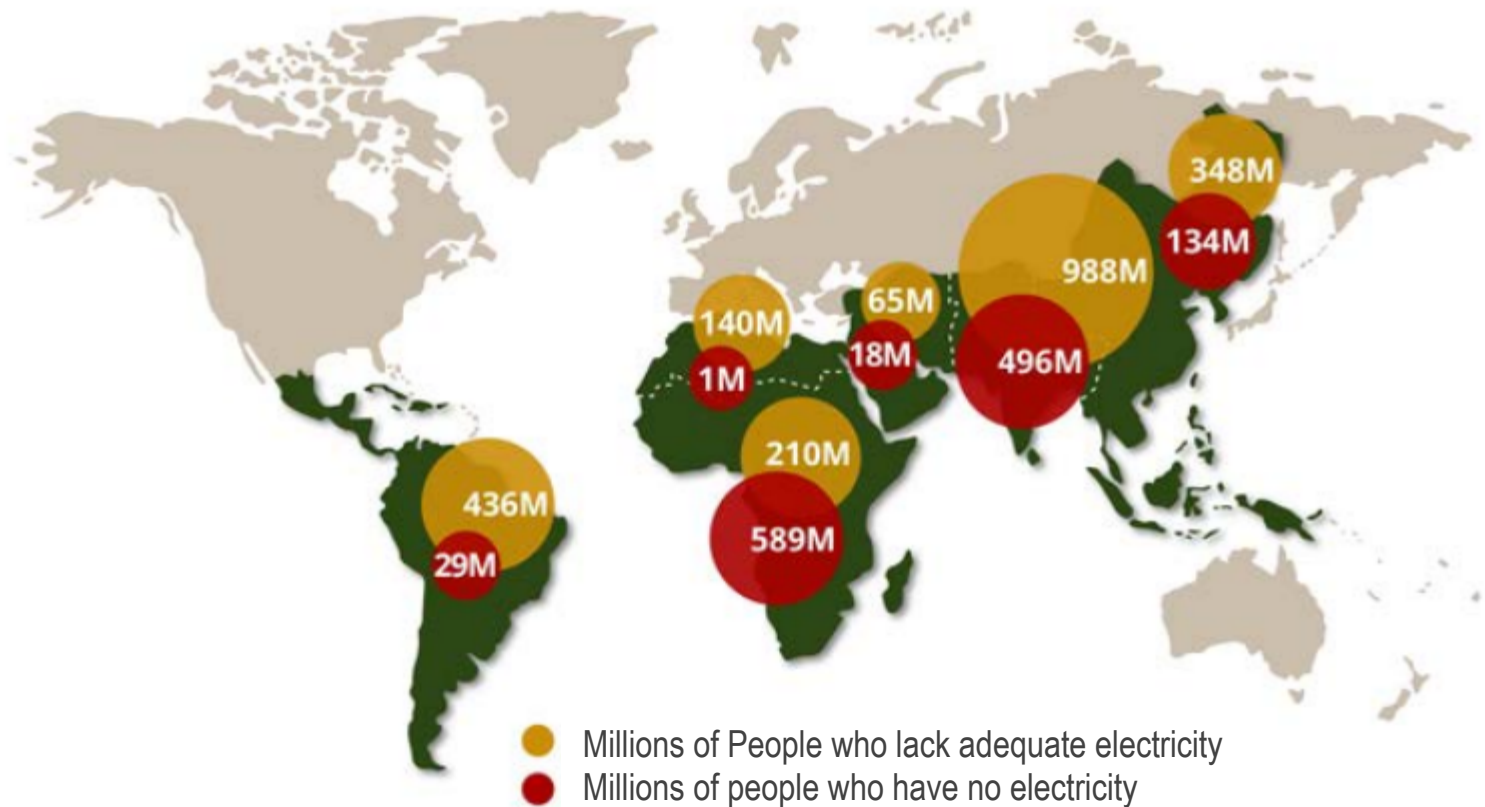 348M
134M
988M
496M
65M
18M
140M
1M
210M
589M
436M
29M
Millions of People who lack adequate electricity
Millions of people who have no electricity